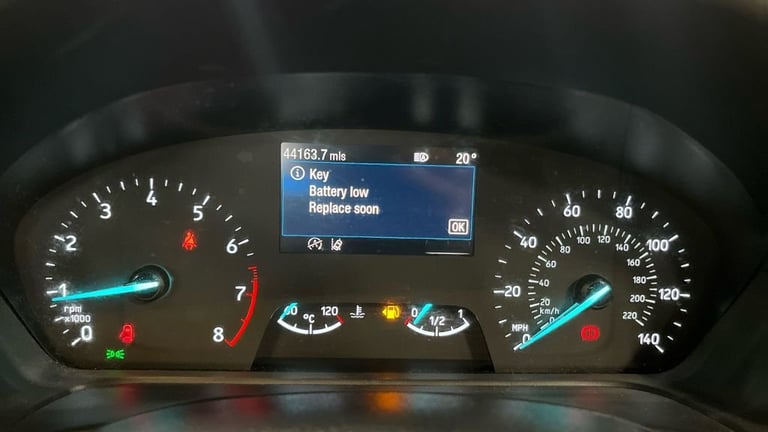 44163.7 mls 20°
Key
Battery low
Replace soon
OK
0 1 2 3 4 5 6 7 8
rpm
x1000
60 120
°C
0 1/2 1
0 20 40 60 80 100 120 140
MPH
0 20 40 60 80 100 120 140 160 180 200 220
km/h